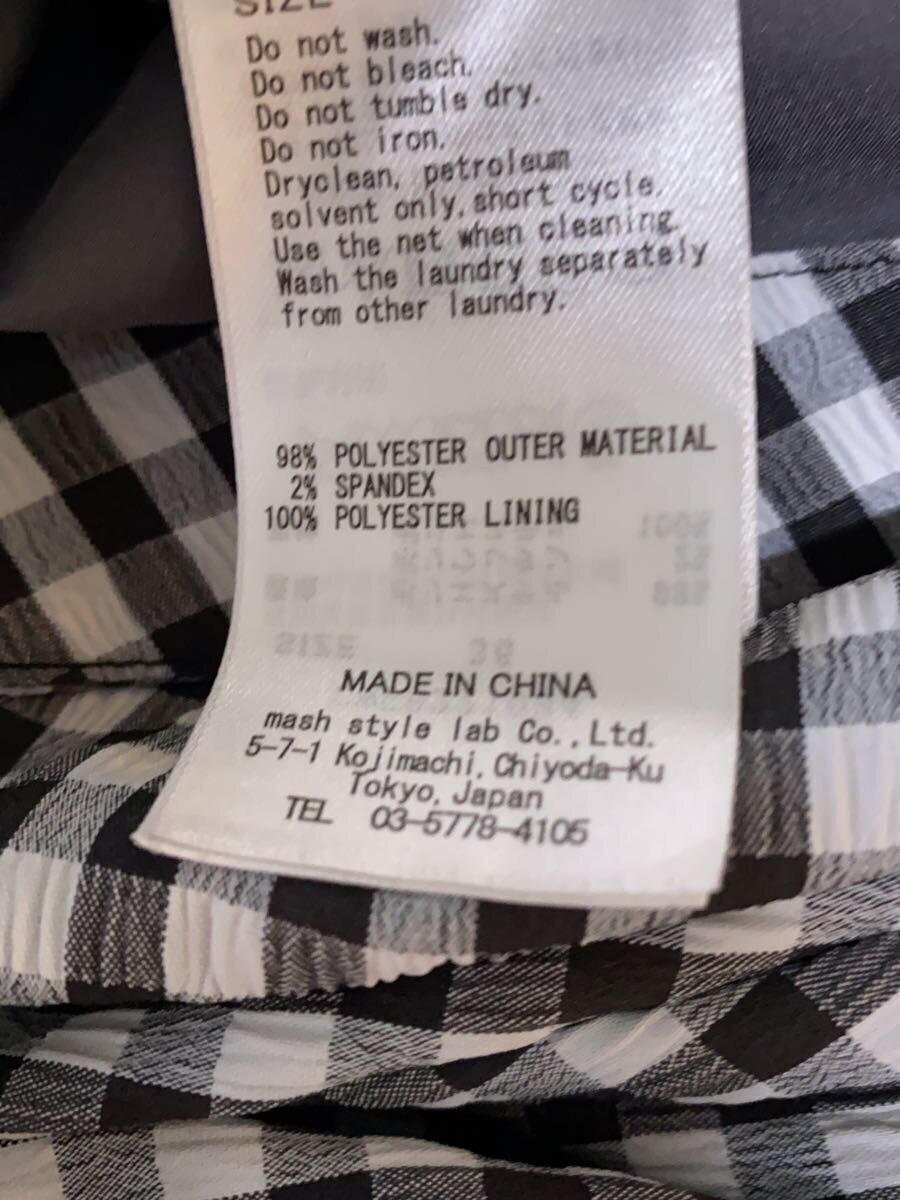 SIZE
Do not wash.
Do not bleach.
Do not tumble dry.
Do not iron.
Dryclean, petroleum
solvent only, short cycle.
Use the net when cleaning.
Wash the laundry separately
from other laundry.
98% POLYESTER OUTER MATERIAL
2% SPANDEX
100% POLYESTER LINING
MADE IN CHINA
mash style lab Co.,Ltd.
5-7-1 Kojimachi, Chiyoda-Ku
Tokyo, Japan
TEL 03-5778-4105